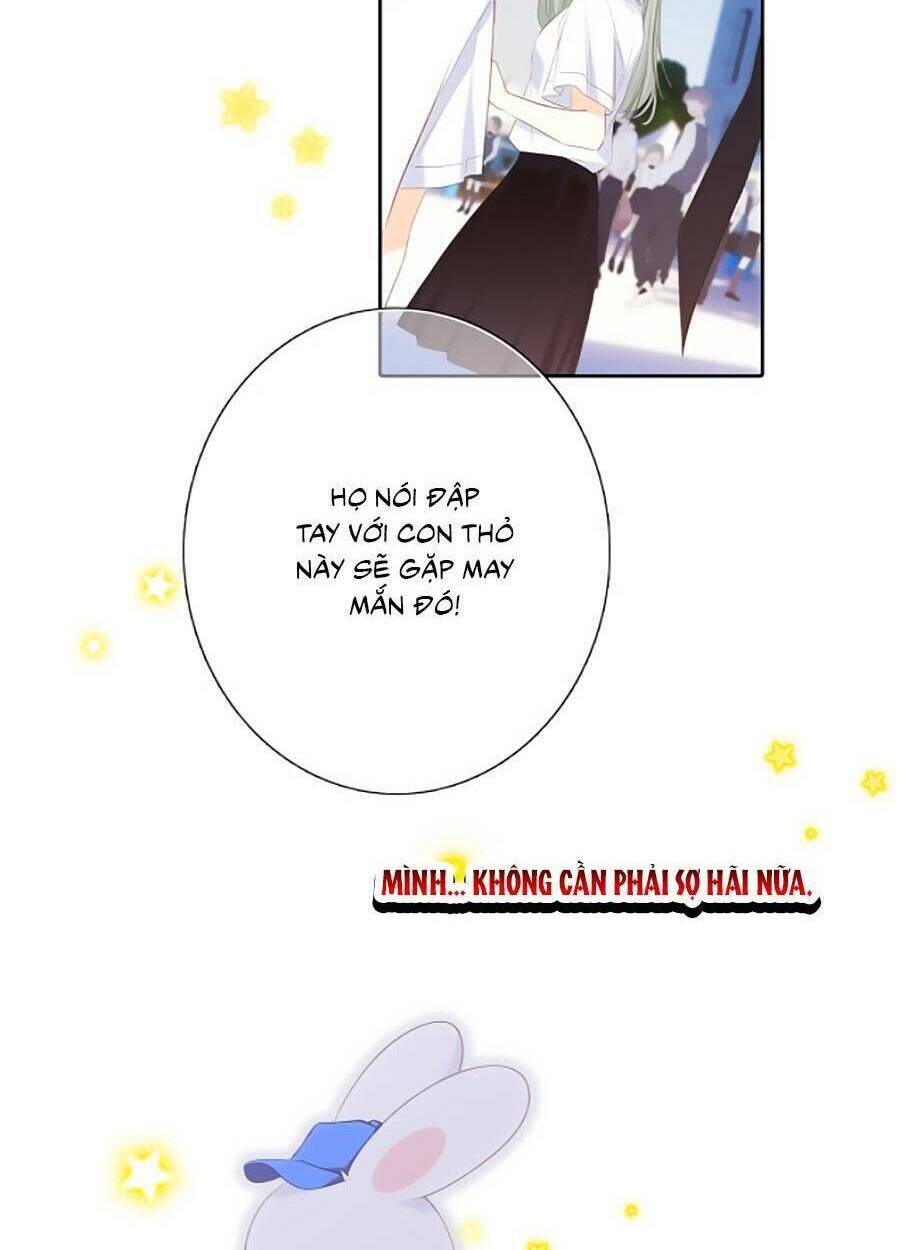 HỌ NÓI ĐẬP
TAY VỚI CON THỎ
NÀY SẼ GẶP MAY
MẮN ĐÓ!
MÌNH... KHÔNG CẦN PHẢI SỢ HÃI NỮA.